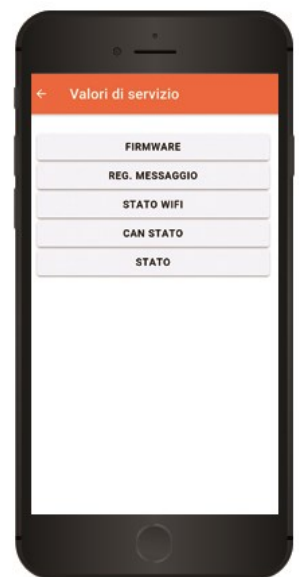 Valori di servizio
FIRMWARE
REG. MESSAGGIO
STATO WIFI
CAN STATO
STATO